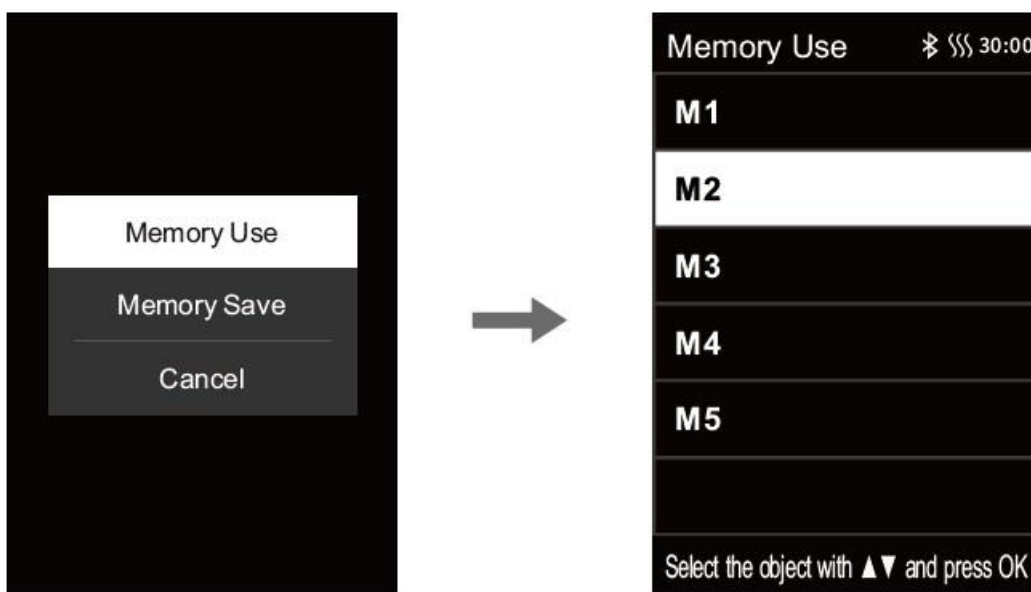 Memory Use
Memory Save
Cancel
Memory Use 30:00
M1
M2
M3
M4
M5
Select the object with ▲▼ and press OK